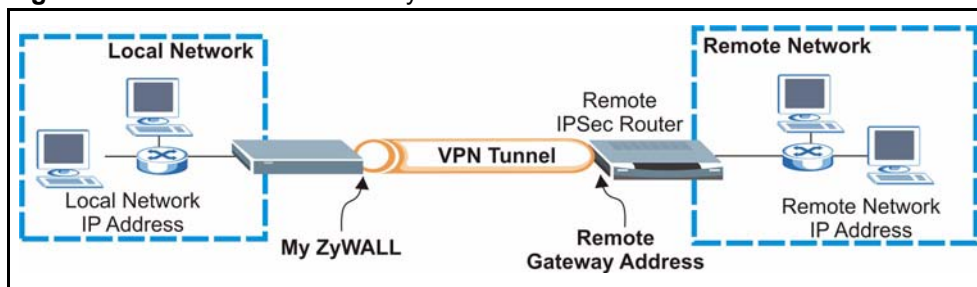 Local Network
Remote Network
Remote
IPSec Router
VPN Tunnel
Local Network
IP Address
My ZyWALL
Remote
Gateway Address
Remote Network
IP Address